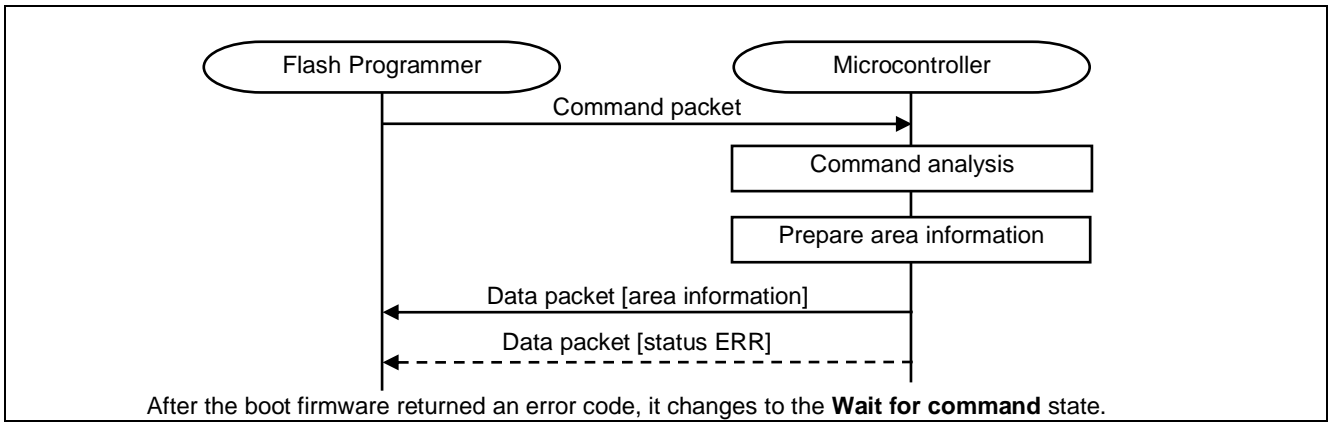 Flash Programmer
Microcontroller
Command packet
Command analysis
Prepare area information
Data packet [area information]
Data packet [status ERR]
After the boot firmware returned an error code, it changes to the Wait for command state.